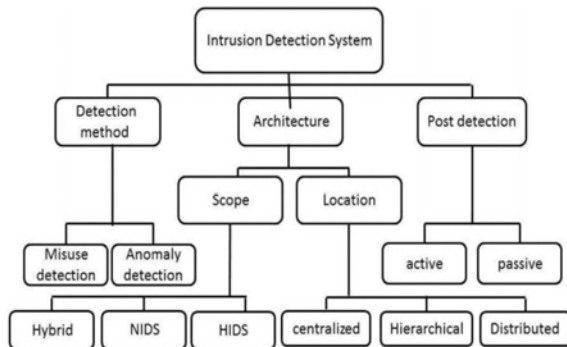 Intrusion Detection System
Detection
method
Architecture
Post detection
Scope
Location
Misuse
detection
Anomaly
detection
active
passive
Hybrid
NIDS
HIDS
centralized
Hierarchical
Distributed